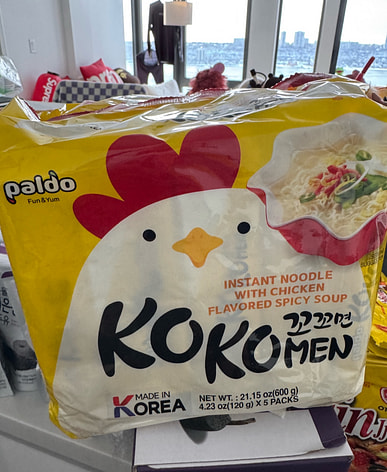 Supreme
paldo
Fun & Yum
INSTANT NOODLE
WITH CHICKEN
FLAVORED SPICY SOUP
KOKOMEN
꼬꼬면
MADE IN
KOREA
NET WT. : 21.15 oz(600 g)
4.23 oz(120 g) X 5 PACKS